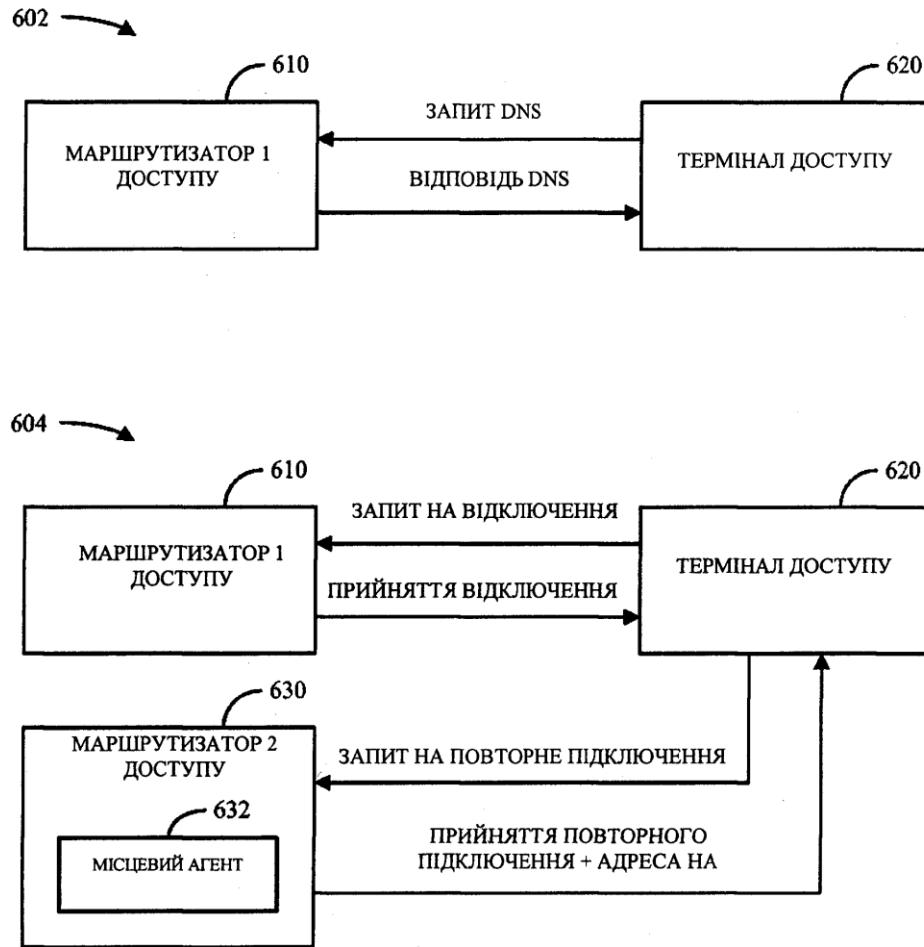 602
610
620
МАРШРУТИЗАТОР 1
ДОСТУПУ
ЗАПИТ DNS
ВІДПОВІДЬ DNS
ТЕРМІНАЛ ДОСТУПУ
604
610
620
МАРШРУТИЗАТОР 1
ДОСТУПУ
ЗАПИТ НА ВІДКЛЮЧЕННЯ
ПРИЙНЯТТЯ ВІДКЛЮЧЕННЯ
ТЕРМІНАЛ ДОСТУПУ
630
МАРШРУТИЗАТОР 2
ДОСТУПУ
632
МІСЦЕВИЙ АГЕНТ
ЗАПИТ НА ПОВТОРНЕ ПІДКЛЮЧЕННЯ
ПРИЙНЯТТЯ ПОВТОРНОГО
ПІДКЛЮЧЕННЯ + АДРЕСА НА